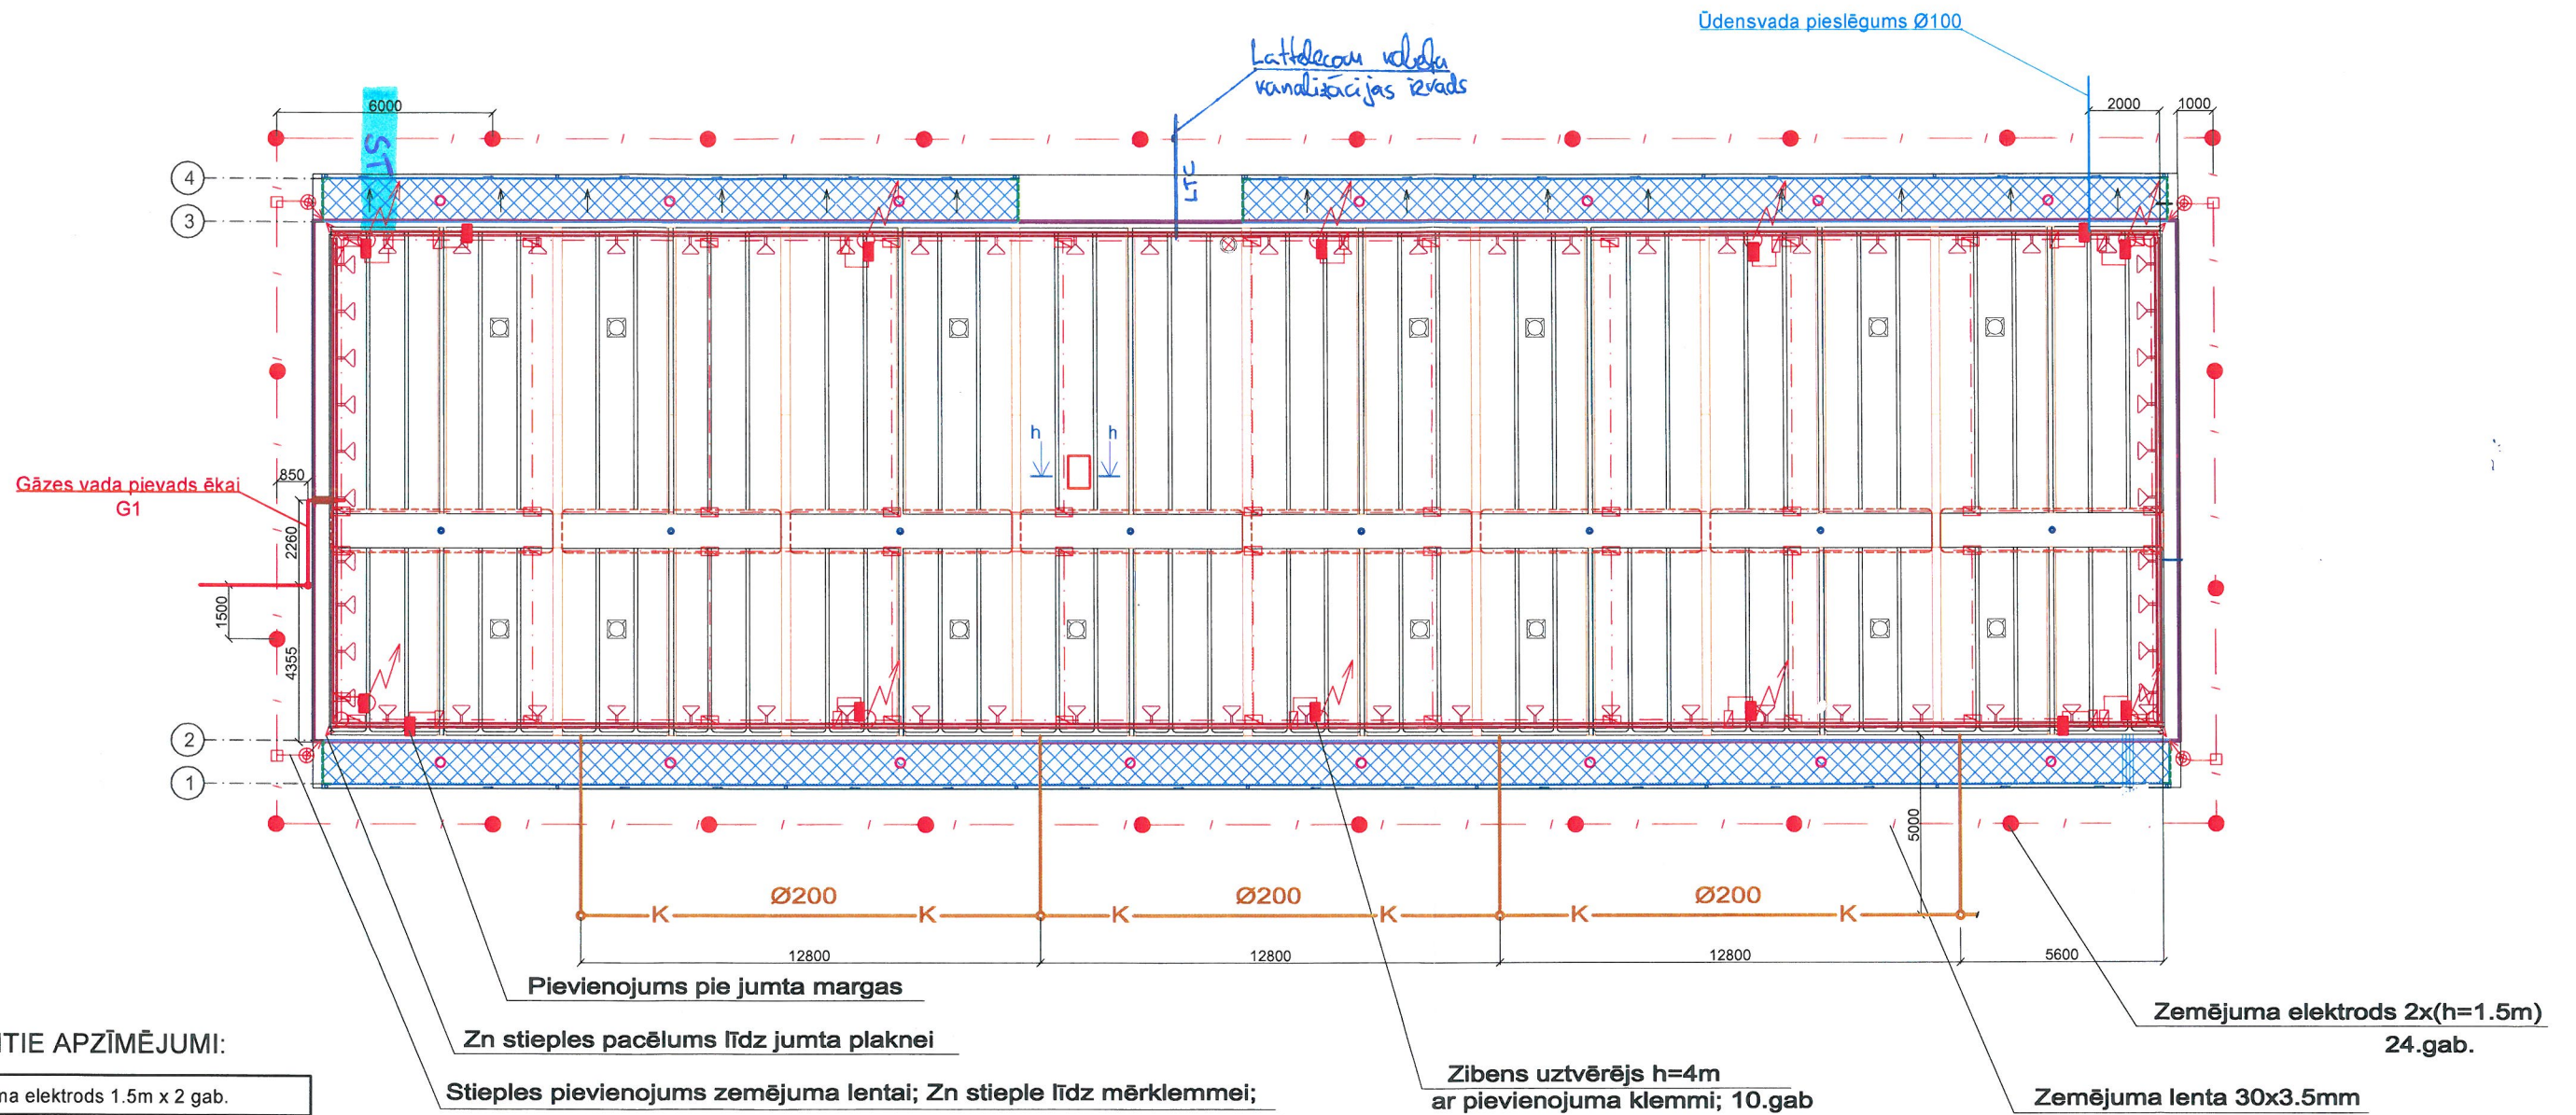 Ūdensvada pieslēgums Ø100
Lattelecom kabeļu
kanalizācijas izvads
6000
2000
1000
ST
LTC
4
3
h
h
850
Gāzes vada pievads ēkai
G1
2260
1500
4355
2
1
5000
Ø200
Ø200
Ø200
K
K
K
K
K
K
12800
12800
12800
5600
Pievienojums pie jumta margas
Zn stieples pacēlums līdz jumta plaknei
Stieples pievienojums zemējuma lentai; Zn stieple līdz mērklemmei;
Zibens uztvērējs h=4m
ar pievienojuma klemmi; 10.gab
Zemējuma elektrods 2x(h=1.5m)
24.gab.
Zemējuma lenta 30x3.5mm
TIE APZĪMĒJUMI:
ma elektrods 1.5m x 2 gab.